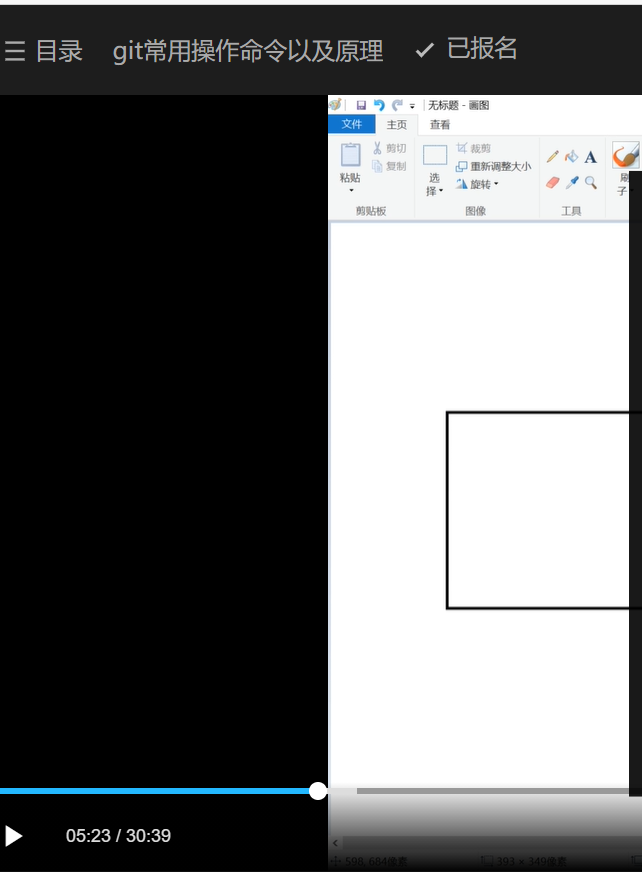 目录 git常用操作命令以及原理 已报名
无标题 - 画图
文件 主页 查看
剪切
复制
粘贴
裁剪
重新调整大小
旋转
选
择
A
刷
子
剪贴板 图像 工具
05:23 / 30:39
598, 684像素 393 × 349像素